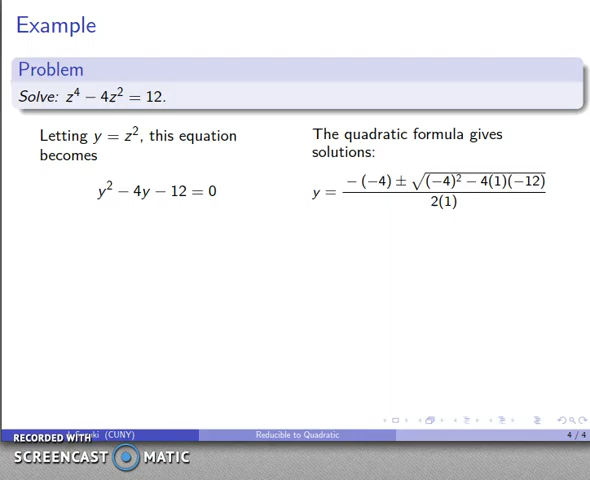 Example
Problem
Solve: z⁴ − 4z² = 12.
Letting y = z², this equation
becomes
y² − 4y − 12 = 0
The quadratic formula gives
solutions:
y = (−(−4) ± √((−4)² − 4(1)(−12))) / 2(1)
(CUNY)
Reducible to Quadratic
4 / 4
RECORDED WITH
SCREENCAST MATIC